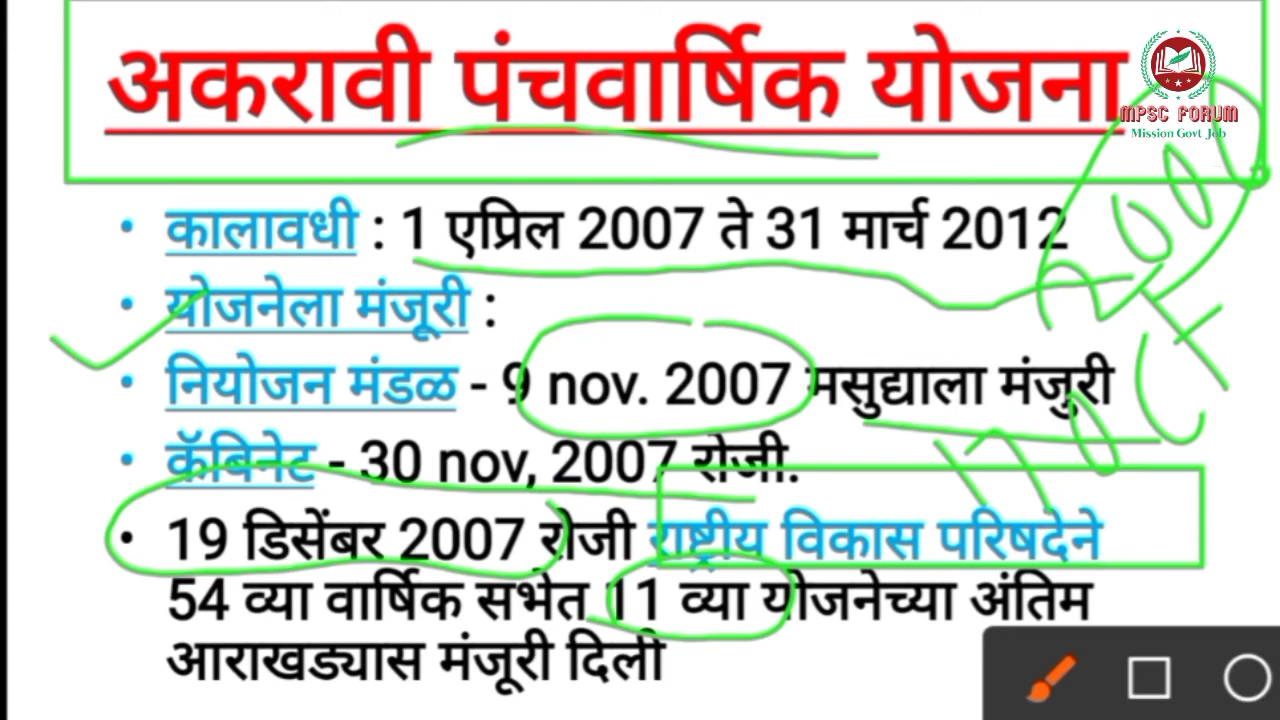 अकरावी पंचवार्षिक योजना
MPSC FORUM
Mission Govt Job
• कालावधी : 1 एप्रिल 2007 ते 31 मार्च 2012
• योजनेला मंजूरी :
• नियोजन मंडळ - 9 nov. 2007 मसुद्याला मंजुरी
• कॅबिनेट - 30 nov, 2007 रोजी.
• 19 डिसेंबर 2007 रोजी राष्ट्रीय विकास परिषदेने
54 व्या वार्षिक सभेत 11 व्या योजनेच्या अंतिम
आराखड्यास मंजूरी दिली